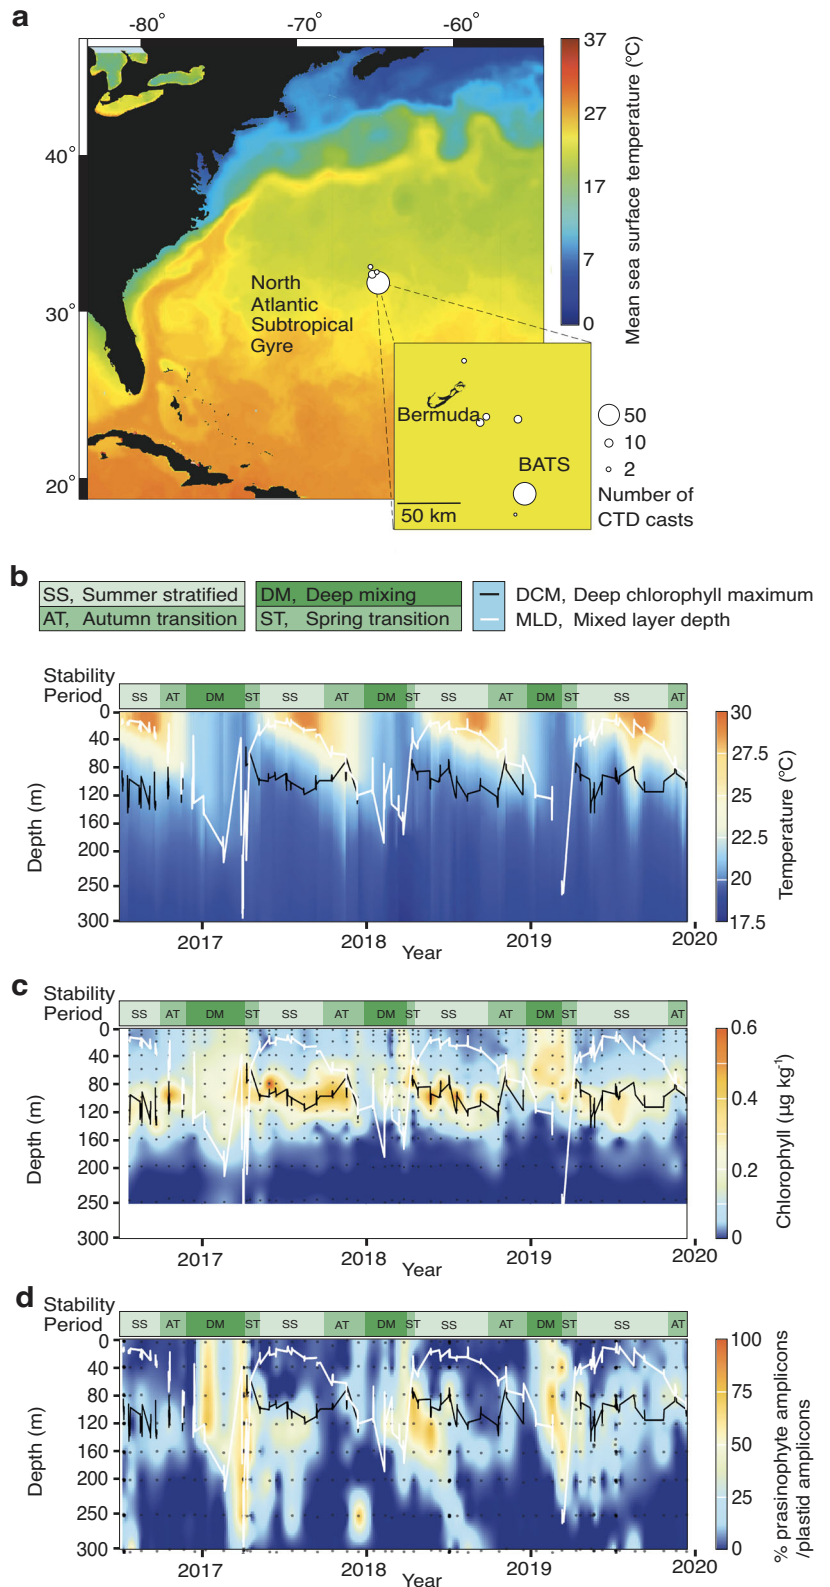 a
-80° -70° -60°
40°
30°
20°
North
Atlantic
Subtropical
Gyre
37
27
17
7
0
Mean sea surface temperature (°C)
Bermuda
BATS
50 km
50
10
2
Number of
CTD casts
b
SS, Summer stratified
AT, Autumn transition
DM, Deep mixing
ST, Spring transition
DCM, Deep chlorophyll maximum
MLD, Mixed layer depth
Stability
Period
SS AT DM ST SS AT DM ST SS AT DM ST SS AT
0
40
80
120
160
200
250
300
Depth (m)
2017 2018 2019 2020
Year
30
27.5
25
22.5
20
17.5
Temperature (°C)
c
Stability
Period
SS AT DM ST SS AT DM ST SS AT DM ST SS AT
0
40
80
120
160
200
250
300
Depth (m)
2017 2018 2019 2020
Year
0.6
0.4
0.2
0
Chlorophyll (µg kg-1)
d
Stability
Period
SS AT DM ST SS AT DM ST SS AT DM ST SS AT
0
40
80
120
160
200
250
300
Depth (m)
2017 2018 2019 2020
Year
100
75
50
25
0
% prasinophyte amplicons
/plastid amplicons